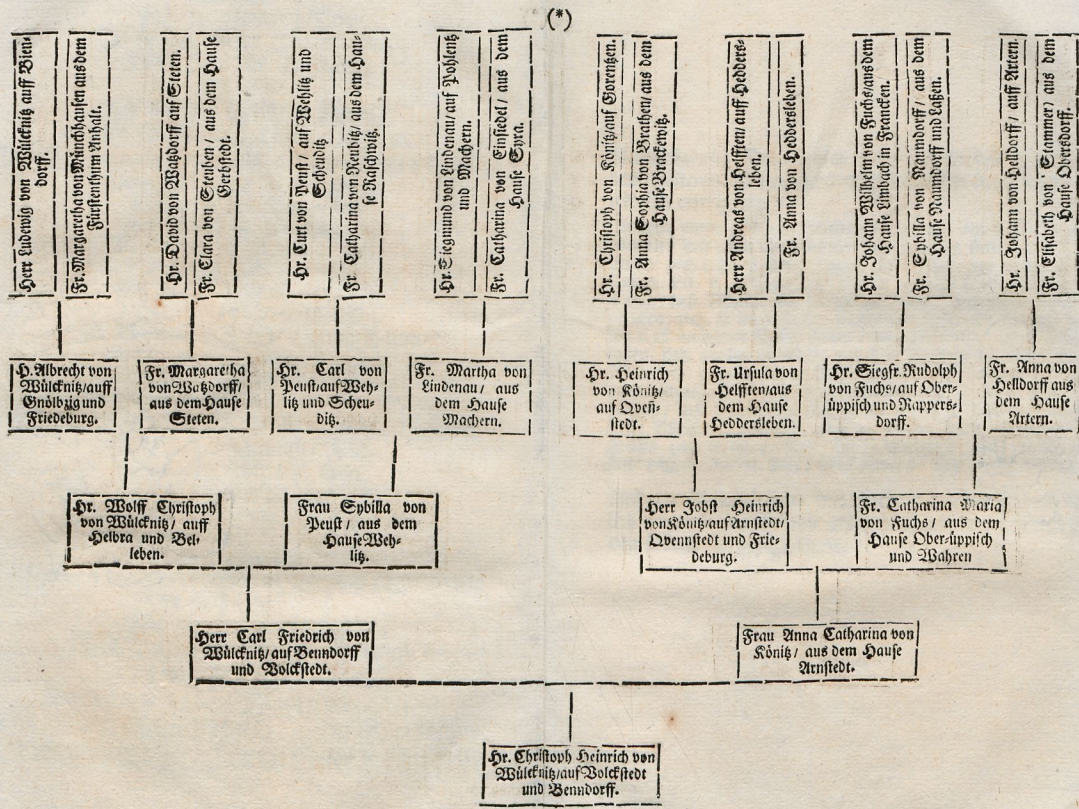 (*)
Herr Ludewig von Wülcknitz auff Bien-
dorff.
Fr. Margaretha von Münchhausen aus dem
Fürstenthum Anhalt.
Hr. David von Watzdorff auf Steten.
Fr. Clara von Steuben / aus dem Hause
Gerbstedt.
Hr. Curt von Peust / auf Wehlitz und
Scheuditz
Fr. Catharina von Reubitz / aus dem Hau-
se Raschwitz.
Hr. Siegmund von Lindenau / auf Pohlentz
und Machern.
Fr. Catharina von Einsiedel / aus dem
Hause Syra.
Hr. Christoph von Könitz / auf Gorentzen.
Fr. Anna Sophia von Brachen / aus dem
Hause Brackewitz.
Herr Andreas von Helfften / auff Hedders-
leben.
Fr. Anna von Heddersleben.
Hr. Johann Wilhelm von Fuchs / aus dem
Hause Limbach in Francken.
Fr. Sybilla von Naumdorff / aus dem
Hause Naumdorff und Laßen.
Hr. Johann von Helldorff / auff Artern.
Fr. Elisabeth von Stammer / aus dem
Hause Obersdorff.
H. Albrecht von
Wülcknitz / auff
Gnölbzig und
Friedeburg.
Fr. Margaretha
von Watzdorff /
aus dem Hause
Steten.
Hr. Carl von
Peust / auf Weh-
litz und Scheu-
ditz.
Fr. Martha von
Lindenau / aus
dem Hause
Machern.
Hr. Heinrich
von Könitz /
auf Qven-
stedt.
Fr. Ursula von
Helfften / aus
dem Hause
Heddersleben.
Hr. Siegfr. Rudolph
von Fuchs / auf Ober-
üppisch und Rappers-
dorff.
Fr. Anna von
Helldorff aus
dem Hause
Artern.
Hr. Wolff Christoph
von Wülcknitz / auff
Helbra und Bel-
leben.
Frau Sybilla von
Peust / aus dem
Hause Weh-
litz.
Herr Jobst Heinrich
von Könitz / auf Arnstedt /
Qvennstedt und Frie-
deburg.
Fr. Catharina Maria
von Fuchs / aus dem
Hause Ober-üppisch
und Wahren
Herr Carl Friedrich von
Wülcknitz / auf Benndorff
und Volckstedt.
Frau Anna Catharina von
Könitz / aus dem Hause
Arnstedt.
Hr. Christoph Heinrich von
Wülcknitz / auf Volckstedt
und Benndorff.